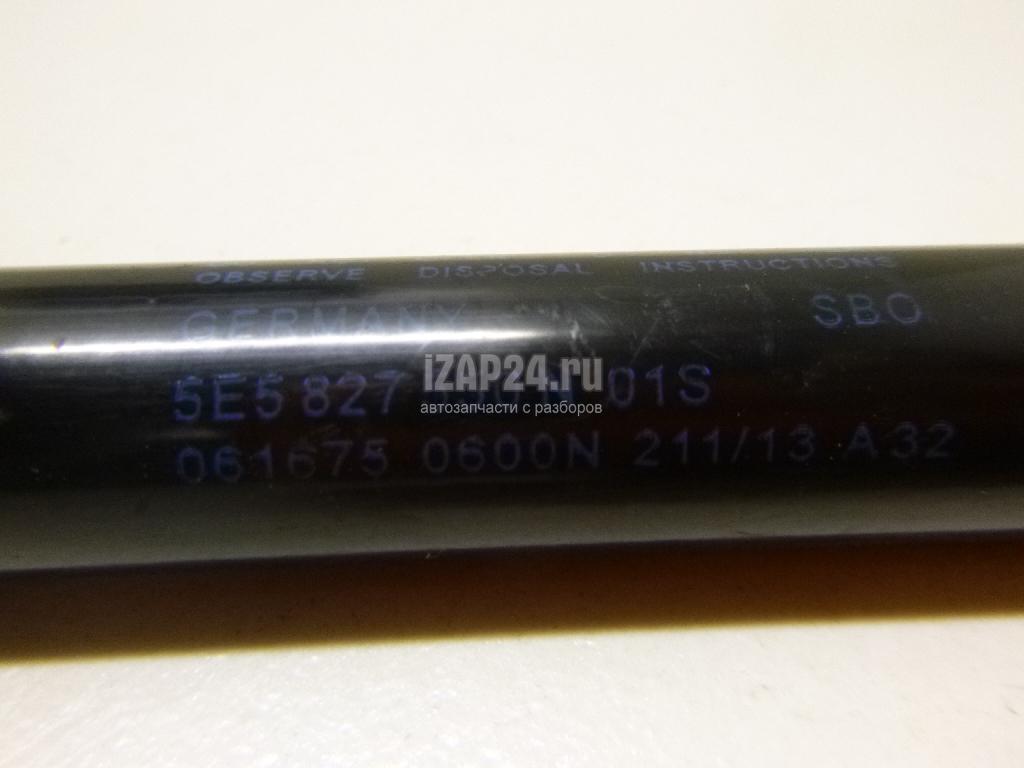 OBSERVE DISPOSAL INSTRUCTIONS
GERMANY SBO
5E5 827 01S
061675 0600N 211/13 A32
iZAP24.ru
автозапчасти с разборов